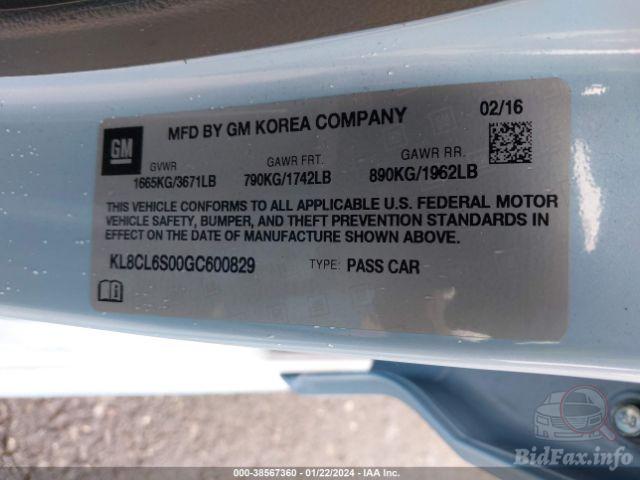 GM
MFD BY GM KOREA COMPANY
02/16
GVWR GAWR FRT. GAWR RR.
1665KG/3671LB 790KG/1742LB 890KG/1962LB
THIS VEHICLE CONFORMS TO ALL APPLICABLE U.S. FEDERAL MOTOR
VEHICLE SAFETY, BUMPER, AND THEFT PREVENTION STANDARDS IN
EFFECT ON THE DATE OF MANUFACTURE SHOWN ABOVE.
KL8CL6S00GC600829 TYPE: PASS CAR
BidFax.info
000-38567360 - 01/22/2024 - IAA Inc.